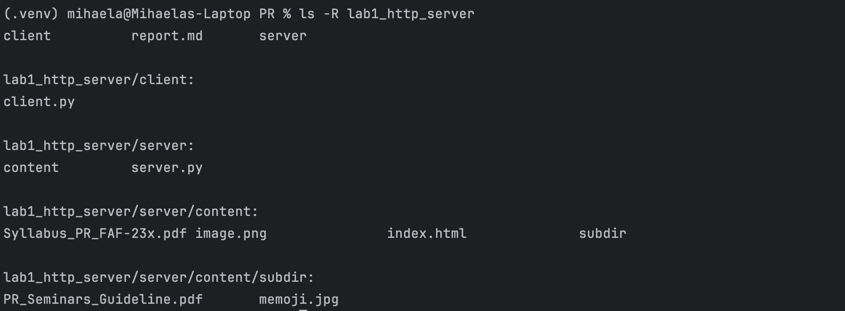 (.venv) mihaela@Mihaelas-Laptop PR % ls -R lab1_http_server
client report.md server
lab1_http_server/client:
client.py
lab1_http_server/server:
content server.py
lab1_http_server/server/content:
Syllabus_PR_FAF-23x.pdf image.png index.html subdir
lab1_http_server/server/content/subdir:
PR_Seminars_Guideline.pdf memoji.jpg